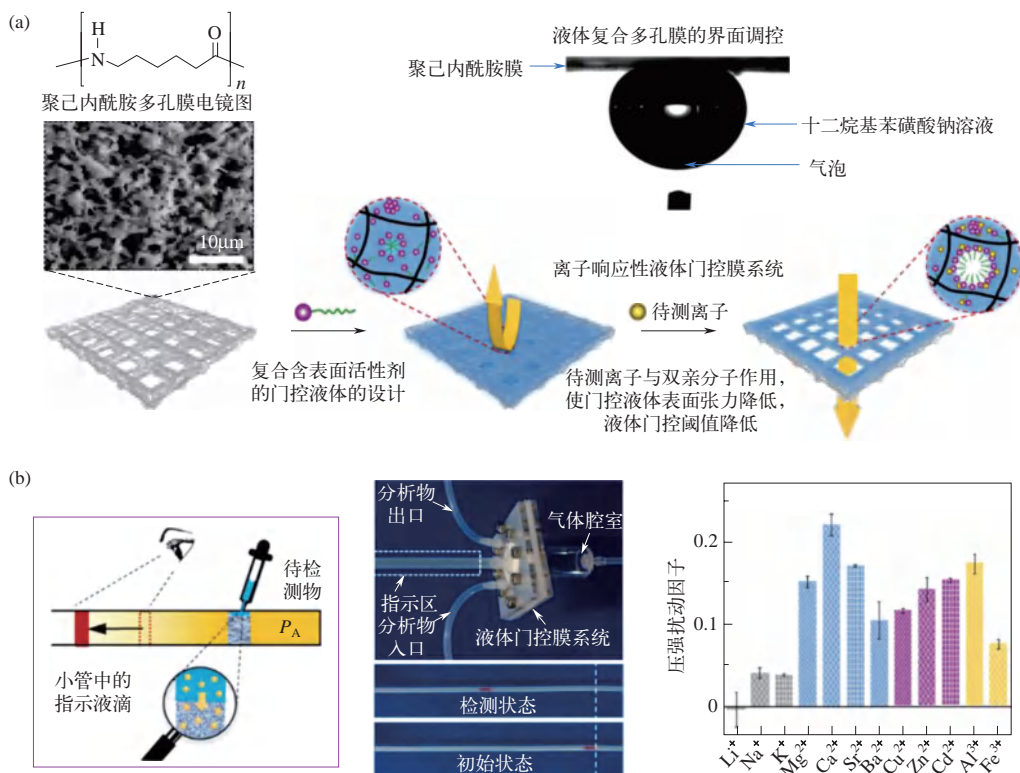 (a)
H
N
O
n
聚己内酰胺多孔膜电镜图
10μm
液体复合多孔膜的界面调控
聚己内酰胺膜
十二烷基苯磺酸钠溶液
气泡
复合含表面活性剂
的门控液体的设计
离子响应性液体门控膜系统
待测离子
待测离子与双亲分子作用，
使门控液体表面张力降低，
液体门控阈值降低
(b)
待检
测物
P_A
小管中的
指示液滴
分析物
出口
气体腔室
指示区
分析物
入口
液体门控膜系统
检测状态
初始状态
压强扰动因子
0.2
0.1
0
Li⁺
Na⁺
K⁺
Mg²⁺
Ca²⁺
Sr²⁺
Ba²⁺
Cu²⁺
Zn²⁺
Cd²⁺
Al³⁺
Fe³⁺